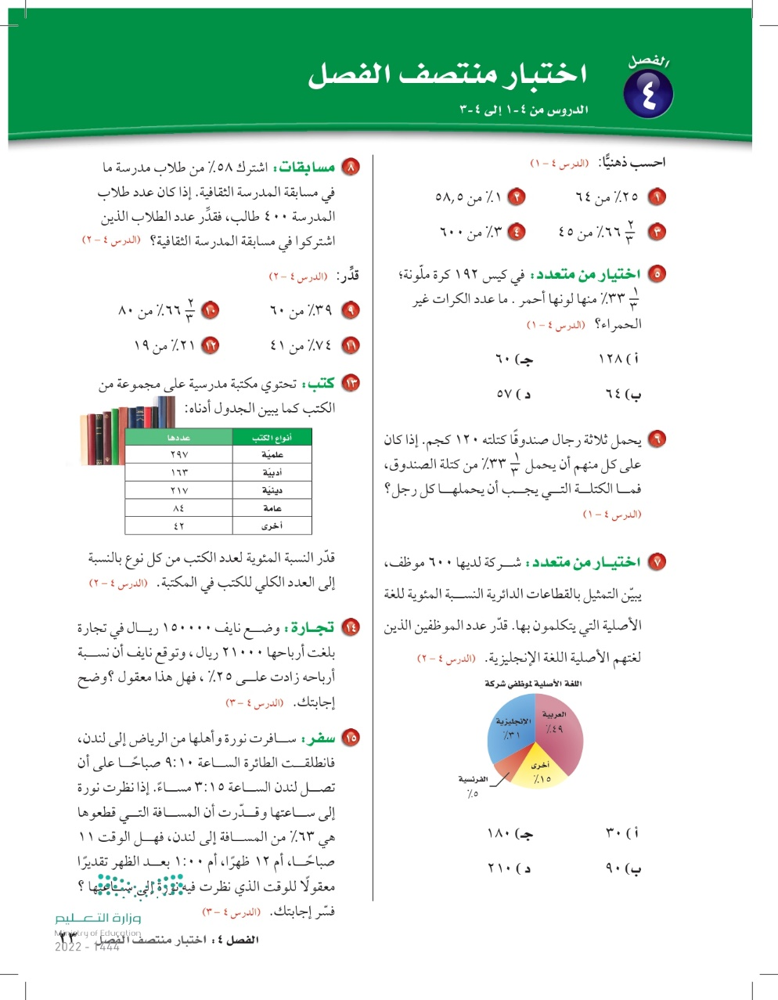 الفصل
٤
اختبار منتصف الفصل
الدروس من ٤-١ إلى ٤-٣
احسب ذهنيًّا: (الدرس ٤ – ١)
١ ٢٥٪ من ٦٤
٢ ١٪ من ٥٨,٥
٣ ٦٦ ٢/٣٪ من ٤٥
٤ ٣٪ من ٦٠٠
٥ اختيار من متعدد: في كيس ١٩٢ كرة ملّونة؛
٣٣ ١/٣٪ منها لونها أحمر . ما عدد الكرات غير
الحمراء؟ (الدرس ٤ – ١)
أ ) ١٢٨
جـ) ٦٠
ب) ٦٤
د ) ٥٧
٦ يحمل ثلاثة رجال صندوقًا كتلته ١٢٠ كجم. إذا كان
على كل منهم أن يحمل ٣٣ ١/٣٪ من كتلة الصندوق،
فمـا الكتلـة التـي يجـب أن يحملهـا كل رجل؟
(الدرس ٤ – ١)
٧ اختيـار من متعدد: شـركة لديها ٦٠٠ موظف،
يبيّن التمثيل بالقطاعات الدائرية النسـبة المئوية للغة
الأصلية التي يتكلمون بها. قدّر عدد الموظفين الذين
لغتهم الأصلية اللغة الإنجليزية. (الدرس ٤ – ٢)
اللغة الأصلية لموظفي شركة
العربية
٤٩٪
الإنجليزية
٣١٪
أخرى
١٥٪
الفرنسية
٥٪
أ ) ٣٠
جـ) ١٨٠
ب) ٩٠
د ) ٢١٠
٨ مسابقات: اشترك ٥٨٪ من طلاب مدرسة ما
في مسابقة المدرسة الثقافية. إذا كان عدد طلاب
المدرسة ٤٠٠ طالب، فقدِّر عدد الطلاب الذين
اشتركوا في مسابقة المدرسة الثقافية؟ (الدرس ٤ – ٢)
قدِّر: (الدرس ٤ – ٢)
٩ ٣٩٪ من ٦٠
١٠ ٦٦ ٢/٣٪ من ٨٠
١١ ٧٤٪ من ٤١
١٢ ٢١٪ من ١٩
١٣ كتب: تحتوي مكتبة مدرسية على مجموعة من
الكتب كما يبين الجدول أدناه:
أنواع الكتب عددها
علميّة ٢٩٧
أدبيّة ١٦٣
دينيّة ٢١٧
عامة ٨٤
أخرى ٤٢
قدّر النسبة المئوية لعدد الكتب من كل نوع بالنسبة
إلى العدد الكلي للكتب في المكتبة. (الدرس ٤ – ٢)
١٤ تجـارة: وضـع نايف ١٥٠٠٠٠ ريـال في تجارة
بلغت أرباحها ٢١٠٠٠ ريال ، وتوقع نايف أن نسـبة
أرباحه زادت علـى ٢٥٪ ، فهل هذا معقول ؟وضح
إجابتك. (الدرس ٤ – ٣)
١٥ سفر: سـافرت نورة وأهلها من الرياض إلى لندن،
فانطلقـت الطائرة السـاعة ٩:١٠ صباحًـا على أن
تصـل لندن السـاعة ٣:١٥ مسـاءً. إذا نظرت نورة
إلى سـاعتها وقـدّرت أن المسـافة التـي قطعوها
هي ٦٣٪ من المسـافة إلى لندن، فهـل الوقت ١١
صباحًـا، أم ١٢ ظهرًا، أم ١:٠٠ بعـد الظهر تقديرًا
معقولًا للوقت الذي نظرت فيه نورة إلى سـاعتها ؟
فسّر إجابتك. (الدرس ٤ – ٣)
وزارة التعـليم
Ministry of Education
2022 - 1444
الفصل ٤: اختبار منتصف الفصل ٢٣